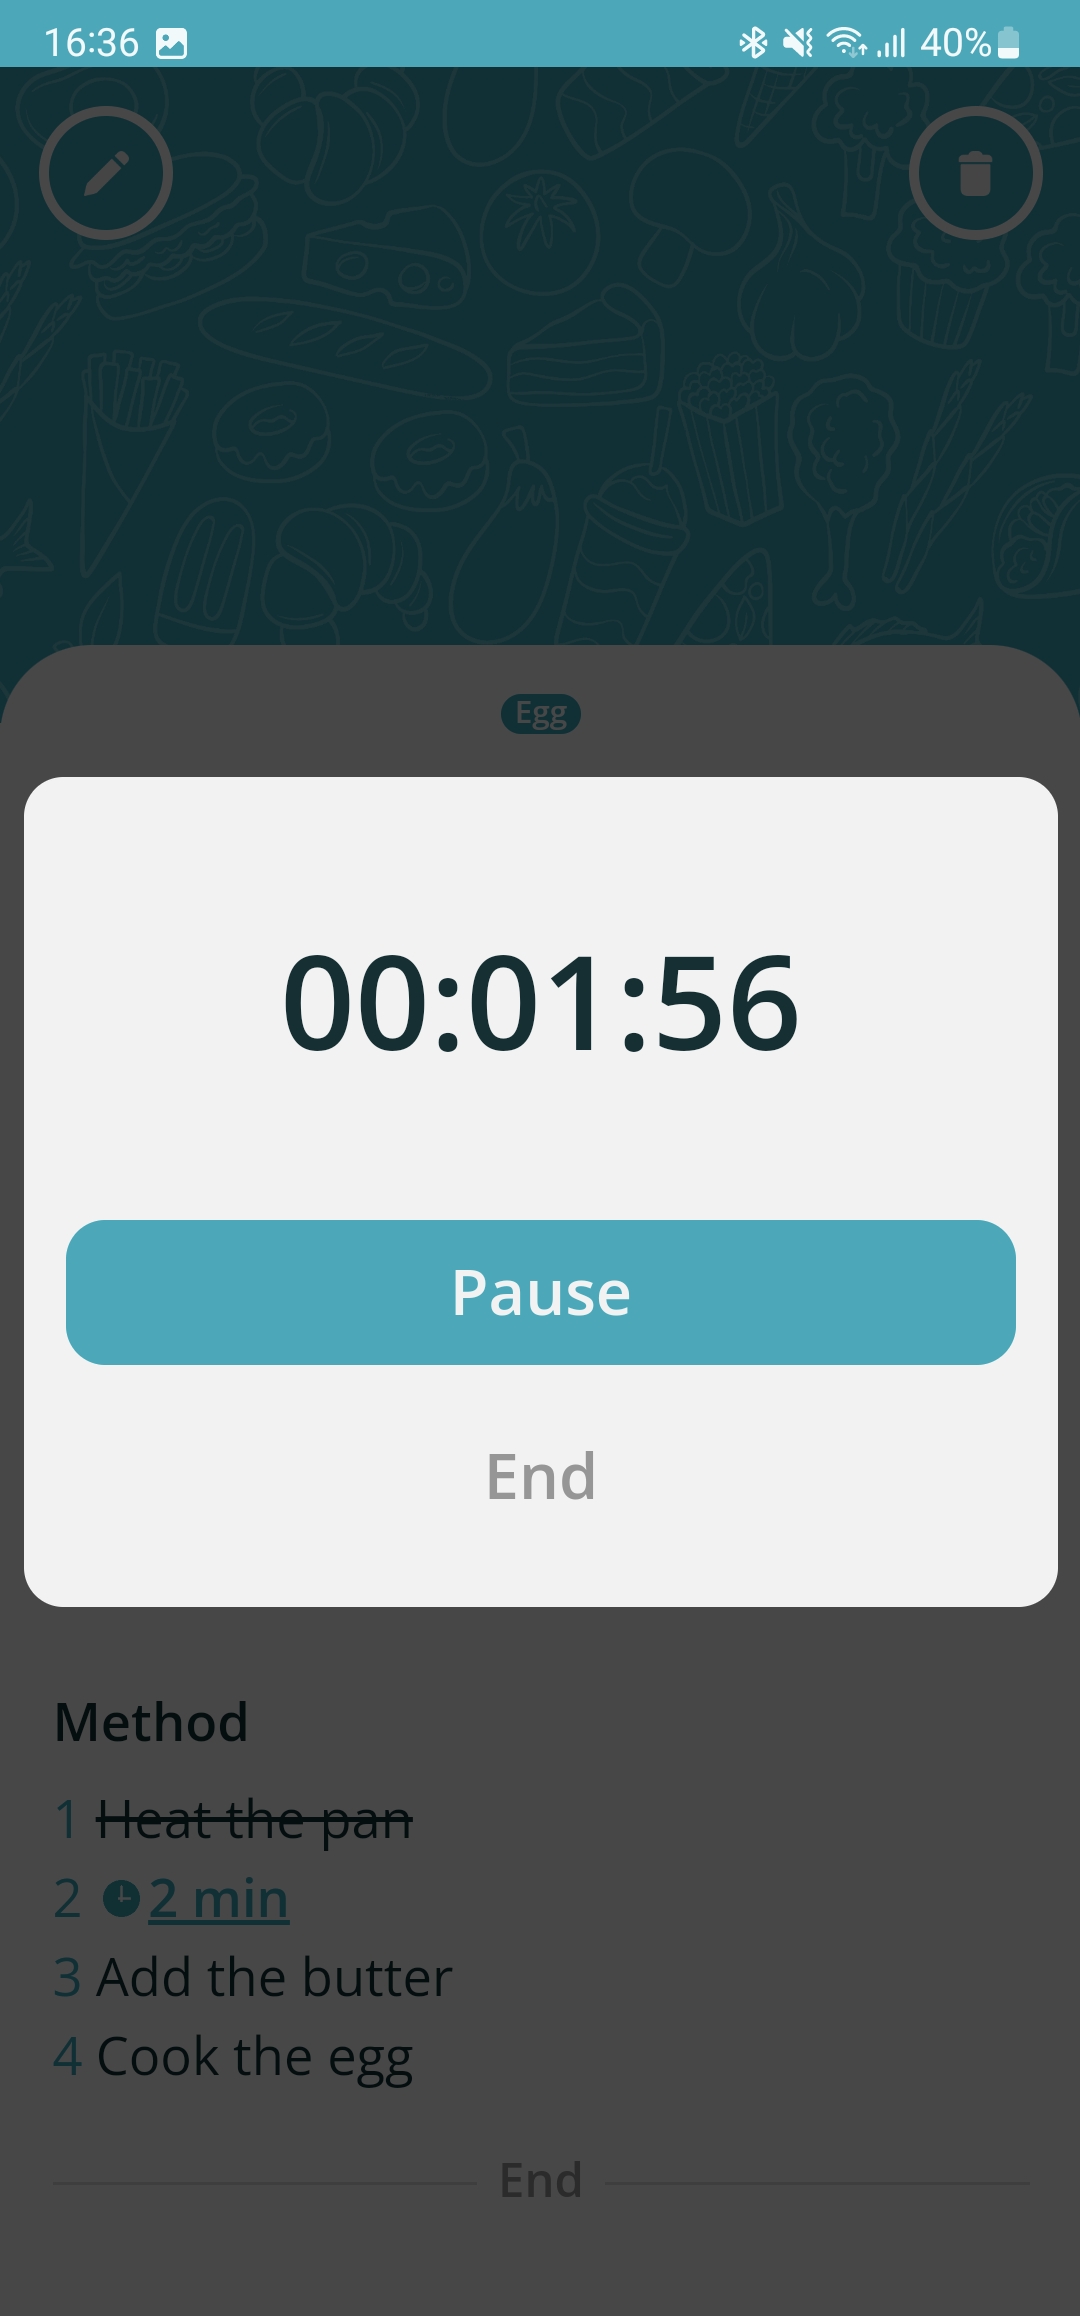 16:36 40%
Egg
00:01:56
Pause
End
Method
1 Heat the pan
2 2 min
3 Add the butter
4 Cook the egg
End